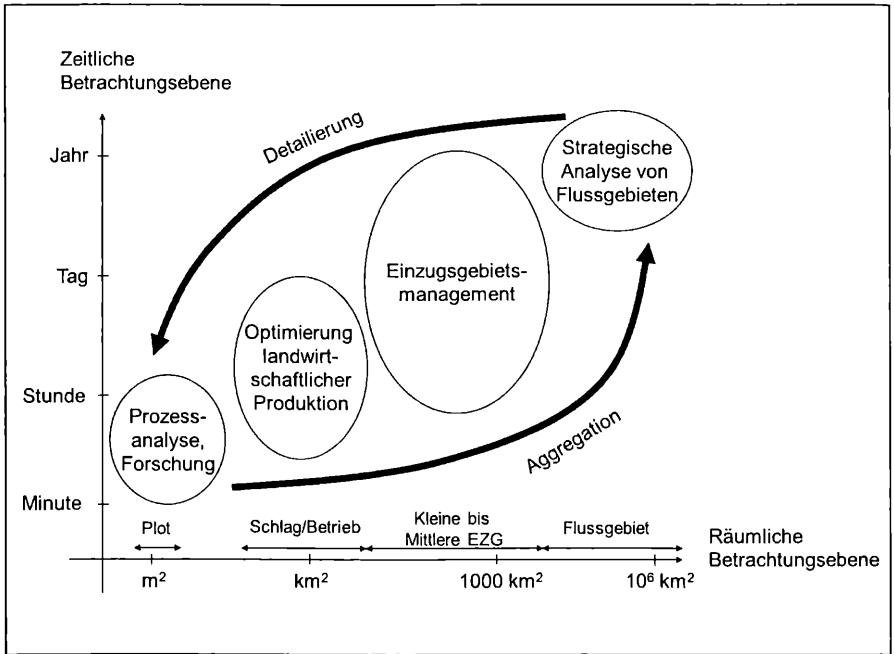 Zeitliche
Betrachtungsebene
Detailierung
Jahr
Strategische
Analyse von
Flussgebieten
Tag
Einzugsgebiets-
management
Optimierung
landwirt-
schaftlicher
Produktion
Stunde
Prozess-
analyse,
Forschung
Aggregation
Minute
Plot
Schlag/Betrieb
Kleine bis
Mittlere EZG
Flussgebiet
Räumliche
Betrachtungsebene
m²
km²
1000 km²
10⁶ km²